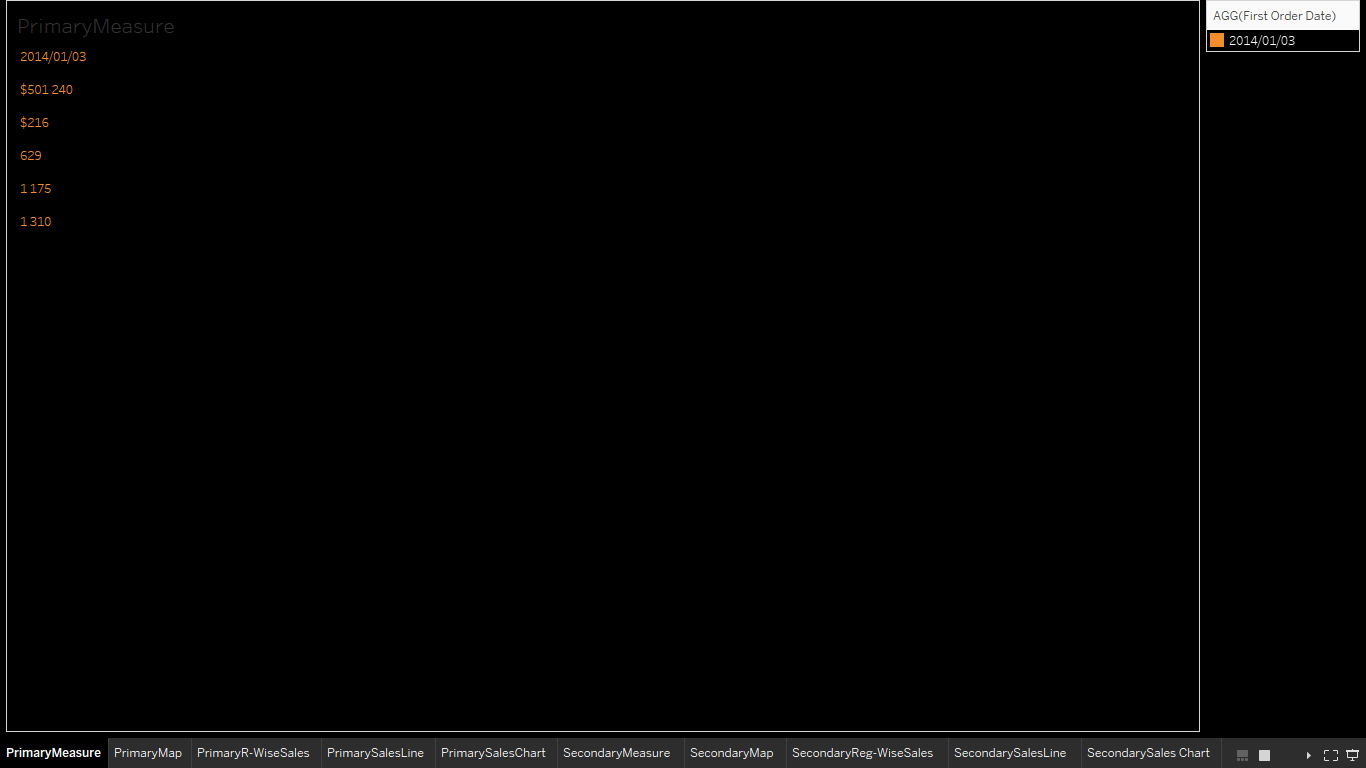 PrimaryMeasure
2014/01/03
$501 240
$216
629
1 175
1 310
AGG(First Order Date)
2014/01/03
PrimaryMeasure PrimaryMap PrimaryR-WiseSales PrimarySalesLine PrimarySalesChart SecondaryMeasure SecondaryMap SecondaryReg-WiseSales SecondarySalesLine SecondarySales Chart